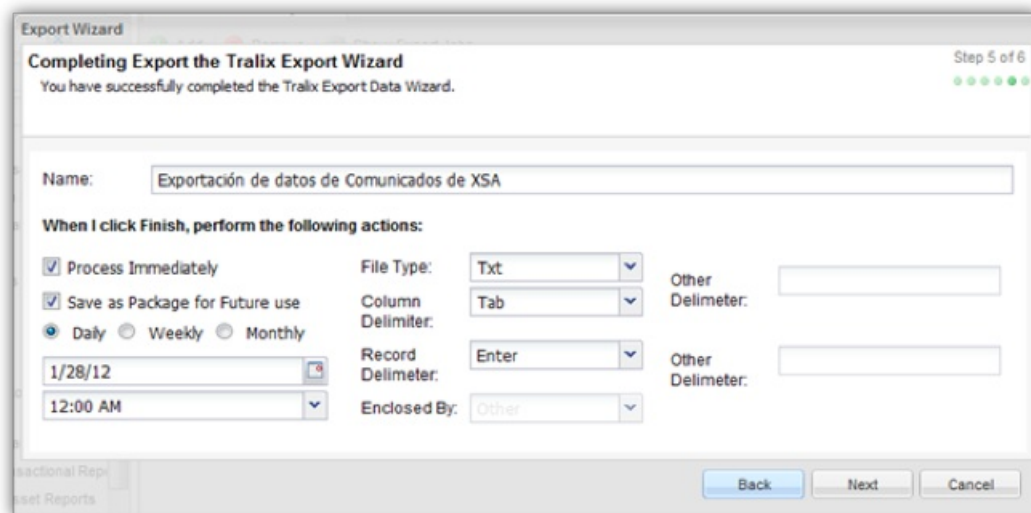 Export Wizard
Completing Export the Tralix Export Wizard
Step 5 of 6
You have successfully completed the Tralix Export Data Wizard.
Name: Exportación de datos de Comunicados de XSA
When I click Finish, perform the following actions:
Process Immediately
File Type: Txt
Other Delimeter:
Save as Package for Future use
Column Delimiter: Tab
Daily Weekly Monthly
Record Delimeter: Enter
Other Delimeter:
1/28/12
12:00 AM
Enclosed By: Other
Back Next Cancel
sset Reports